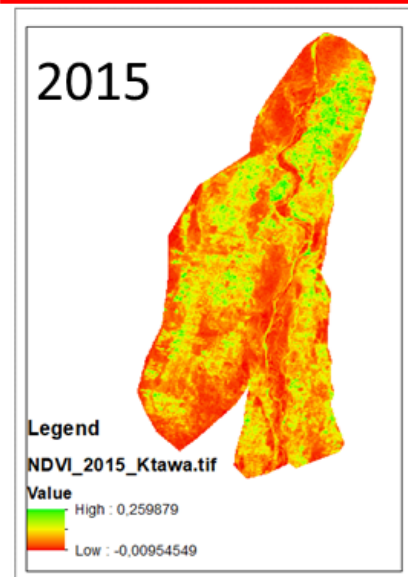 2015
Legend
NDVI_2015_Ktawa.tif
Value
High : 0,259879
Low : -0,00954549